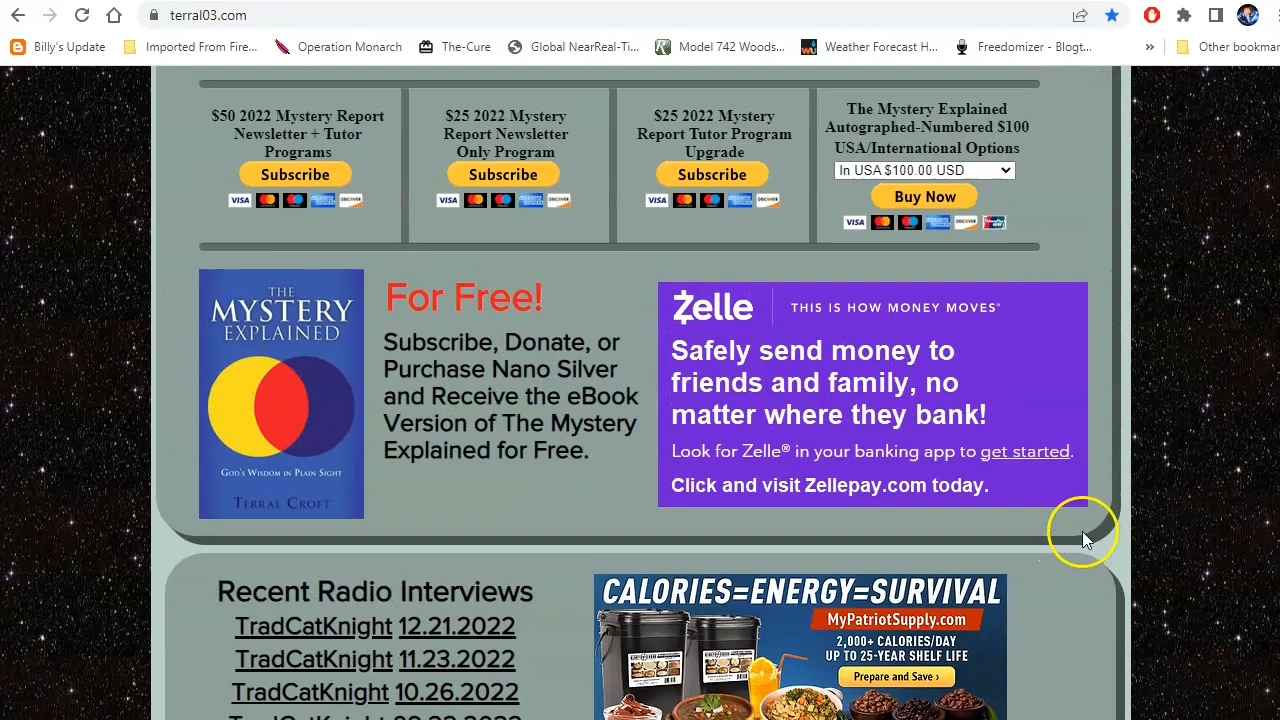 terral03.com
Billy's Update
Imported From Fire...
Operation Monarch
The-Cure
Global NearReal-Ti...
Model 742 Woods...
Weather Forecast H...
Freedomizer - Blogt...
»
Other bookmar
$50 2022 Mystery Report
Newsletter + Tutor
Programs
Subscribe
VISA
DISCOVER
$25 2022 Mystery
Report Newsletter
Only Program
Subscribe
VISA
DISCOVER
$25 2022 Mystery
Report Tutor Program
Upgrade
Subscribe
VISA
DISCOVER
The Mystery Explained
Autographed-Numbered $100
USA/International Options
In USA $100.00 USD
Buy Now
VISA
DISCOVER
THE
MYSTERY
EXPLAINED
GOD'S WISDOM IN PLAIN SIGHT
TERRAL CROFT
For Free!
Subscribe, Donate, or
Purchase Nano Silver
and Receive the eBook
Version of The Mystery
Explained for Free.
Zelle THIS IS HOW MONEY MOVES®
Safely send money to
friends and family, no
matter where they bank!
Look for Zelle® in your banking app to get started.
Click and visit Zellepay.com today.
Recent Radio Interviews
TradCatKnight 12.21.2022
TradCatKnight 11.23.2022
TradCatKnight 10.26.2022
CALORIES=ENERGY=SURVIVAL
MyPatriotSupply.com
2,000+ CALORIES/DAY
UP TO 25-YEAR SHELF LIFE
Prepare and Save ›